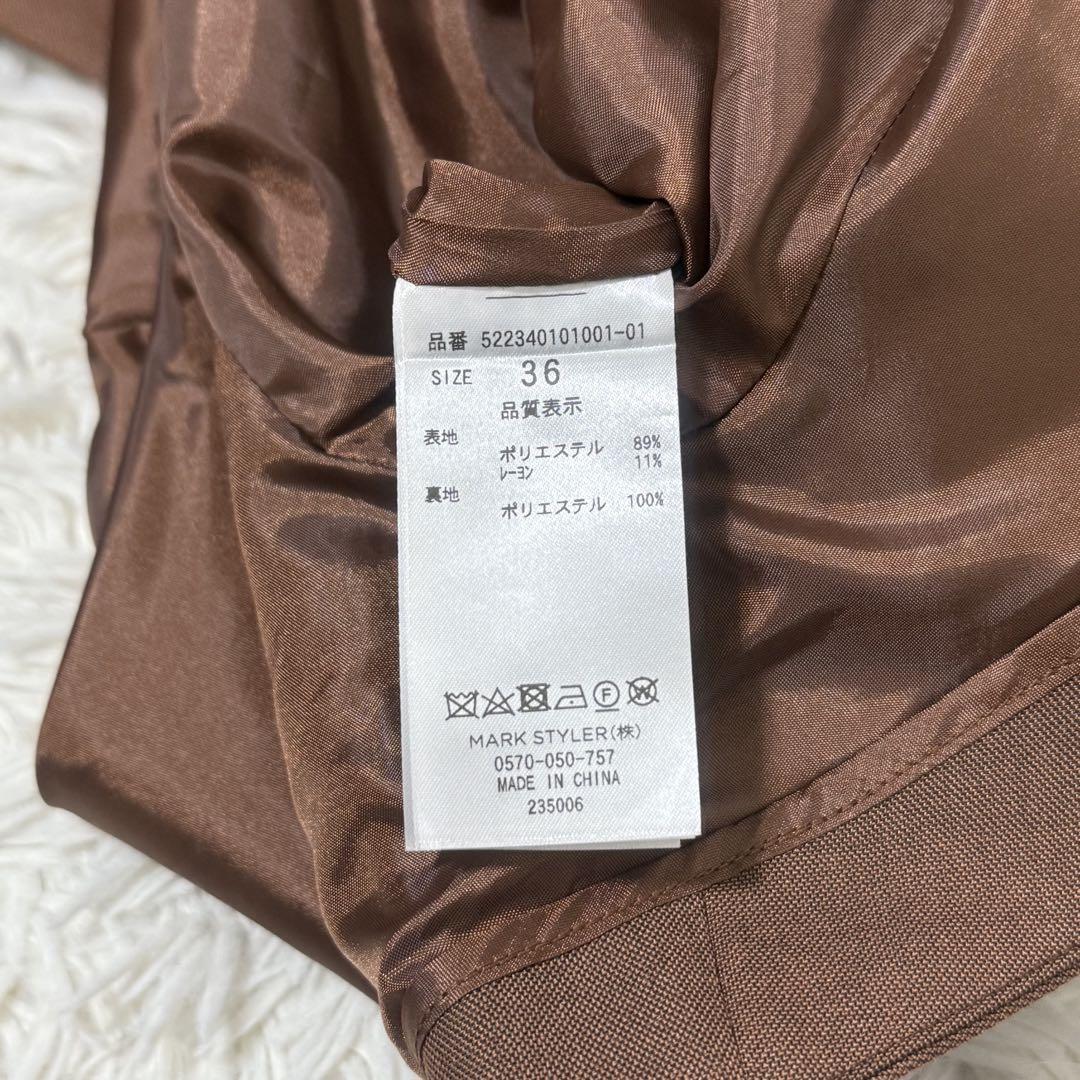 品番 522340101001-01
SIZE 36
品質表示
表地 ポリエステル 89%
レーヨン 11%
裏地 ポリエステル 100%
MARK STYLER(株)
0570-050-757
MADE IN CHINA
235006